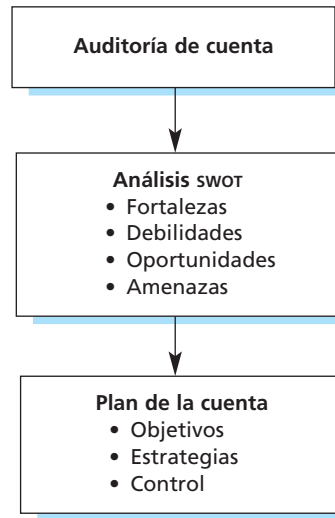 Auditoría de cuenta
Análisis SWOT
• Fortalezas
• Debilidades
• Oportunidades
• Amenazas
Plan de la cuenta
• Objetivos
• Estrategias
• Control